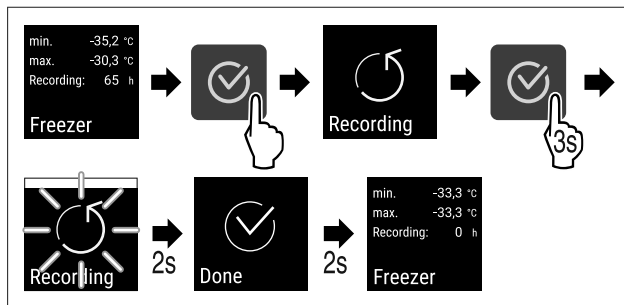 min. -35,2 °C
max. -30,3 °C
Recording: 65 h
Freezer
Recording
3s
Recording
2s
Done
2s
min. -33,3 °C
max. -33,3 °C
Recording: 0 h
Freezer